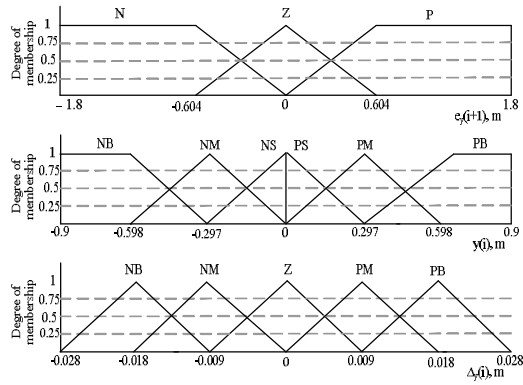 N Z P
Degree of membership
1
0.75
0.5
0.25
– 1.8 -0.604 0 0.604 1.8
e_y(i+1), m
NB NM NS PS PM PB
Degree of membership
1
0.75
0.5
0.25
-0.9 -0.598 -0.297 0 0.297 0.598 0.9
y(i), m
NB NM Z PM PB
Degree of membership
1
0.75
0.5
0.25
-0.028 -0.018 -0.009 0 0.009 0.018 0.028
Δ_y(i), m